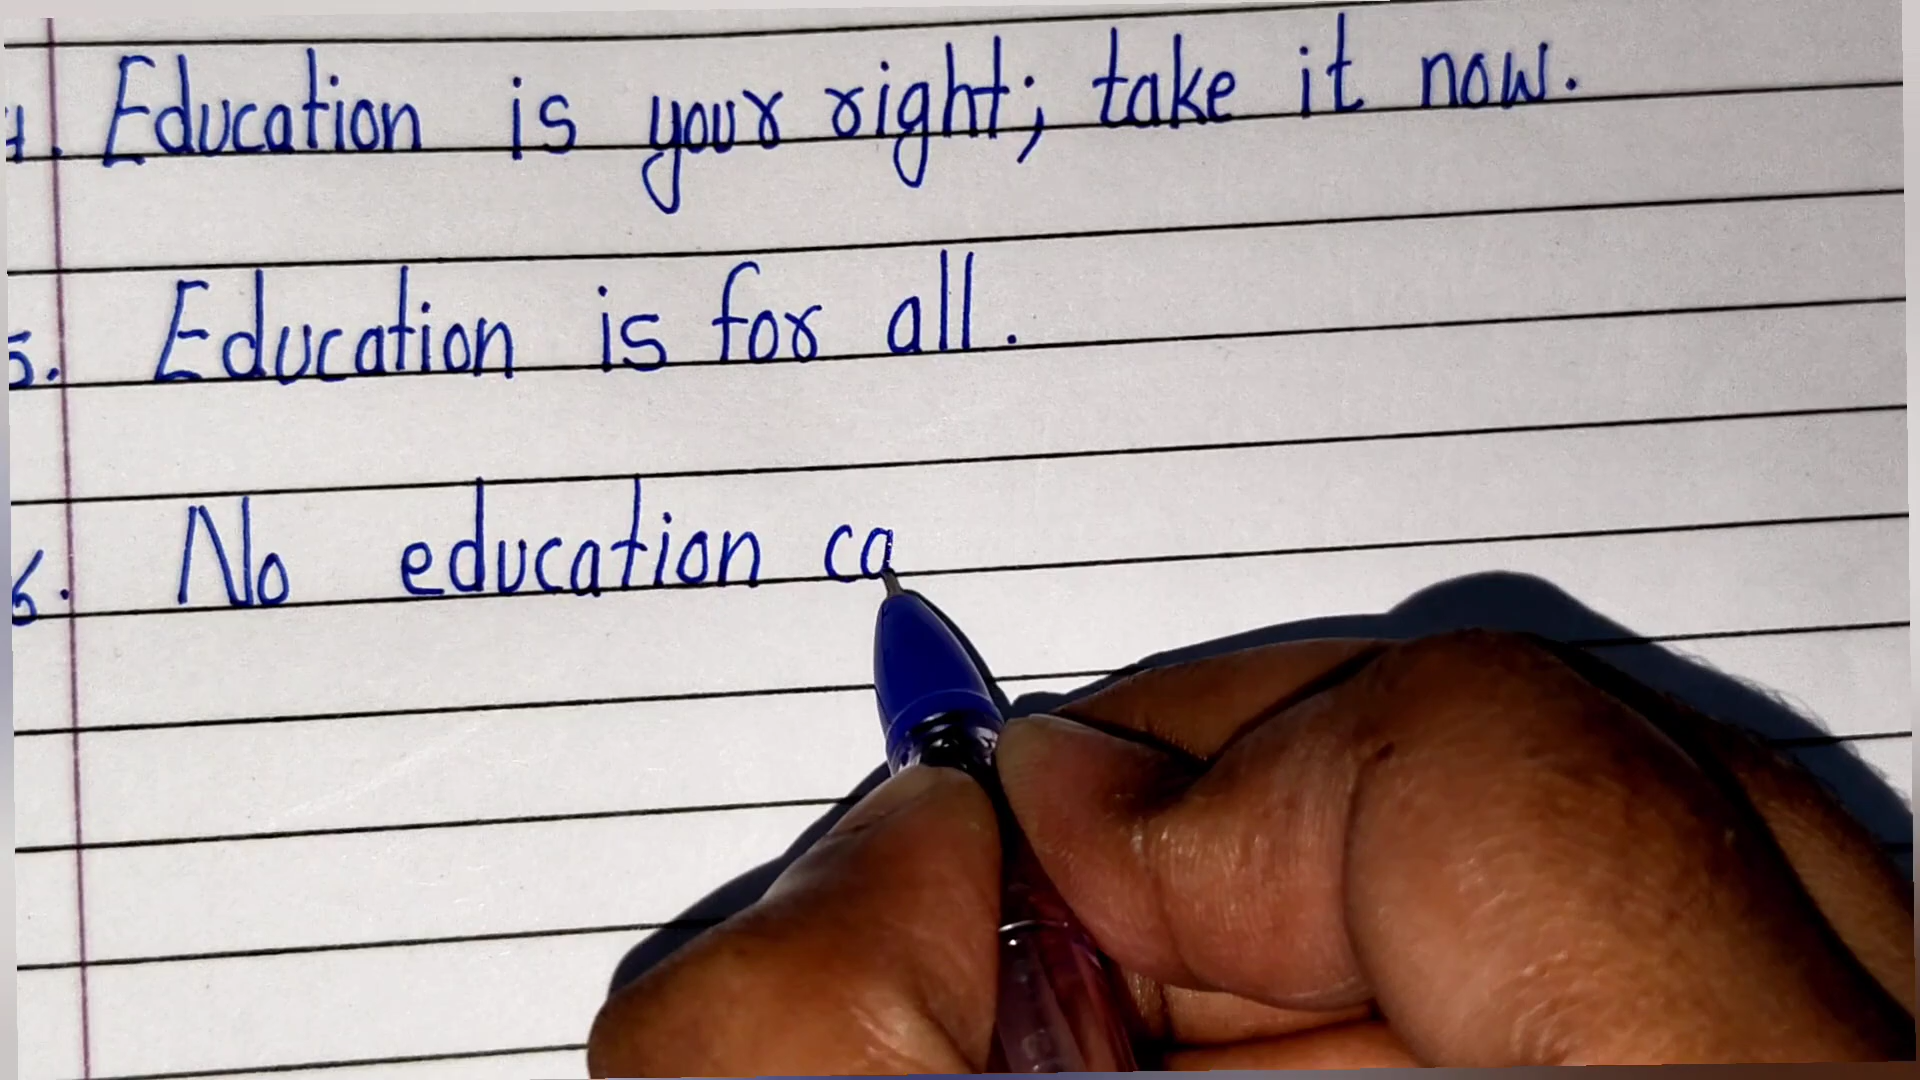 4. Education is your right; take it now.
5. Education is for all.
6. No education ca